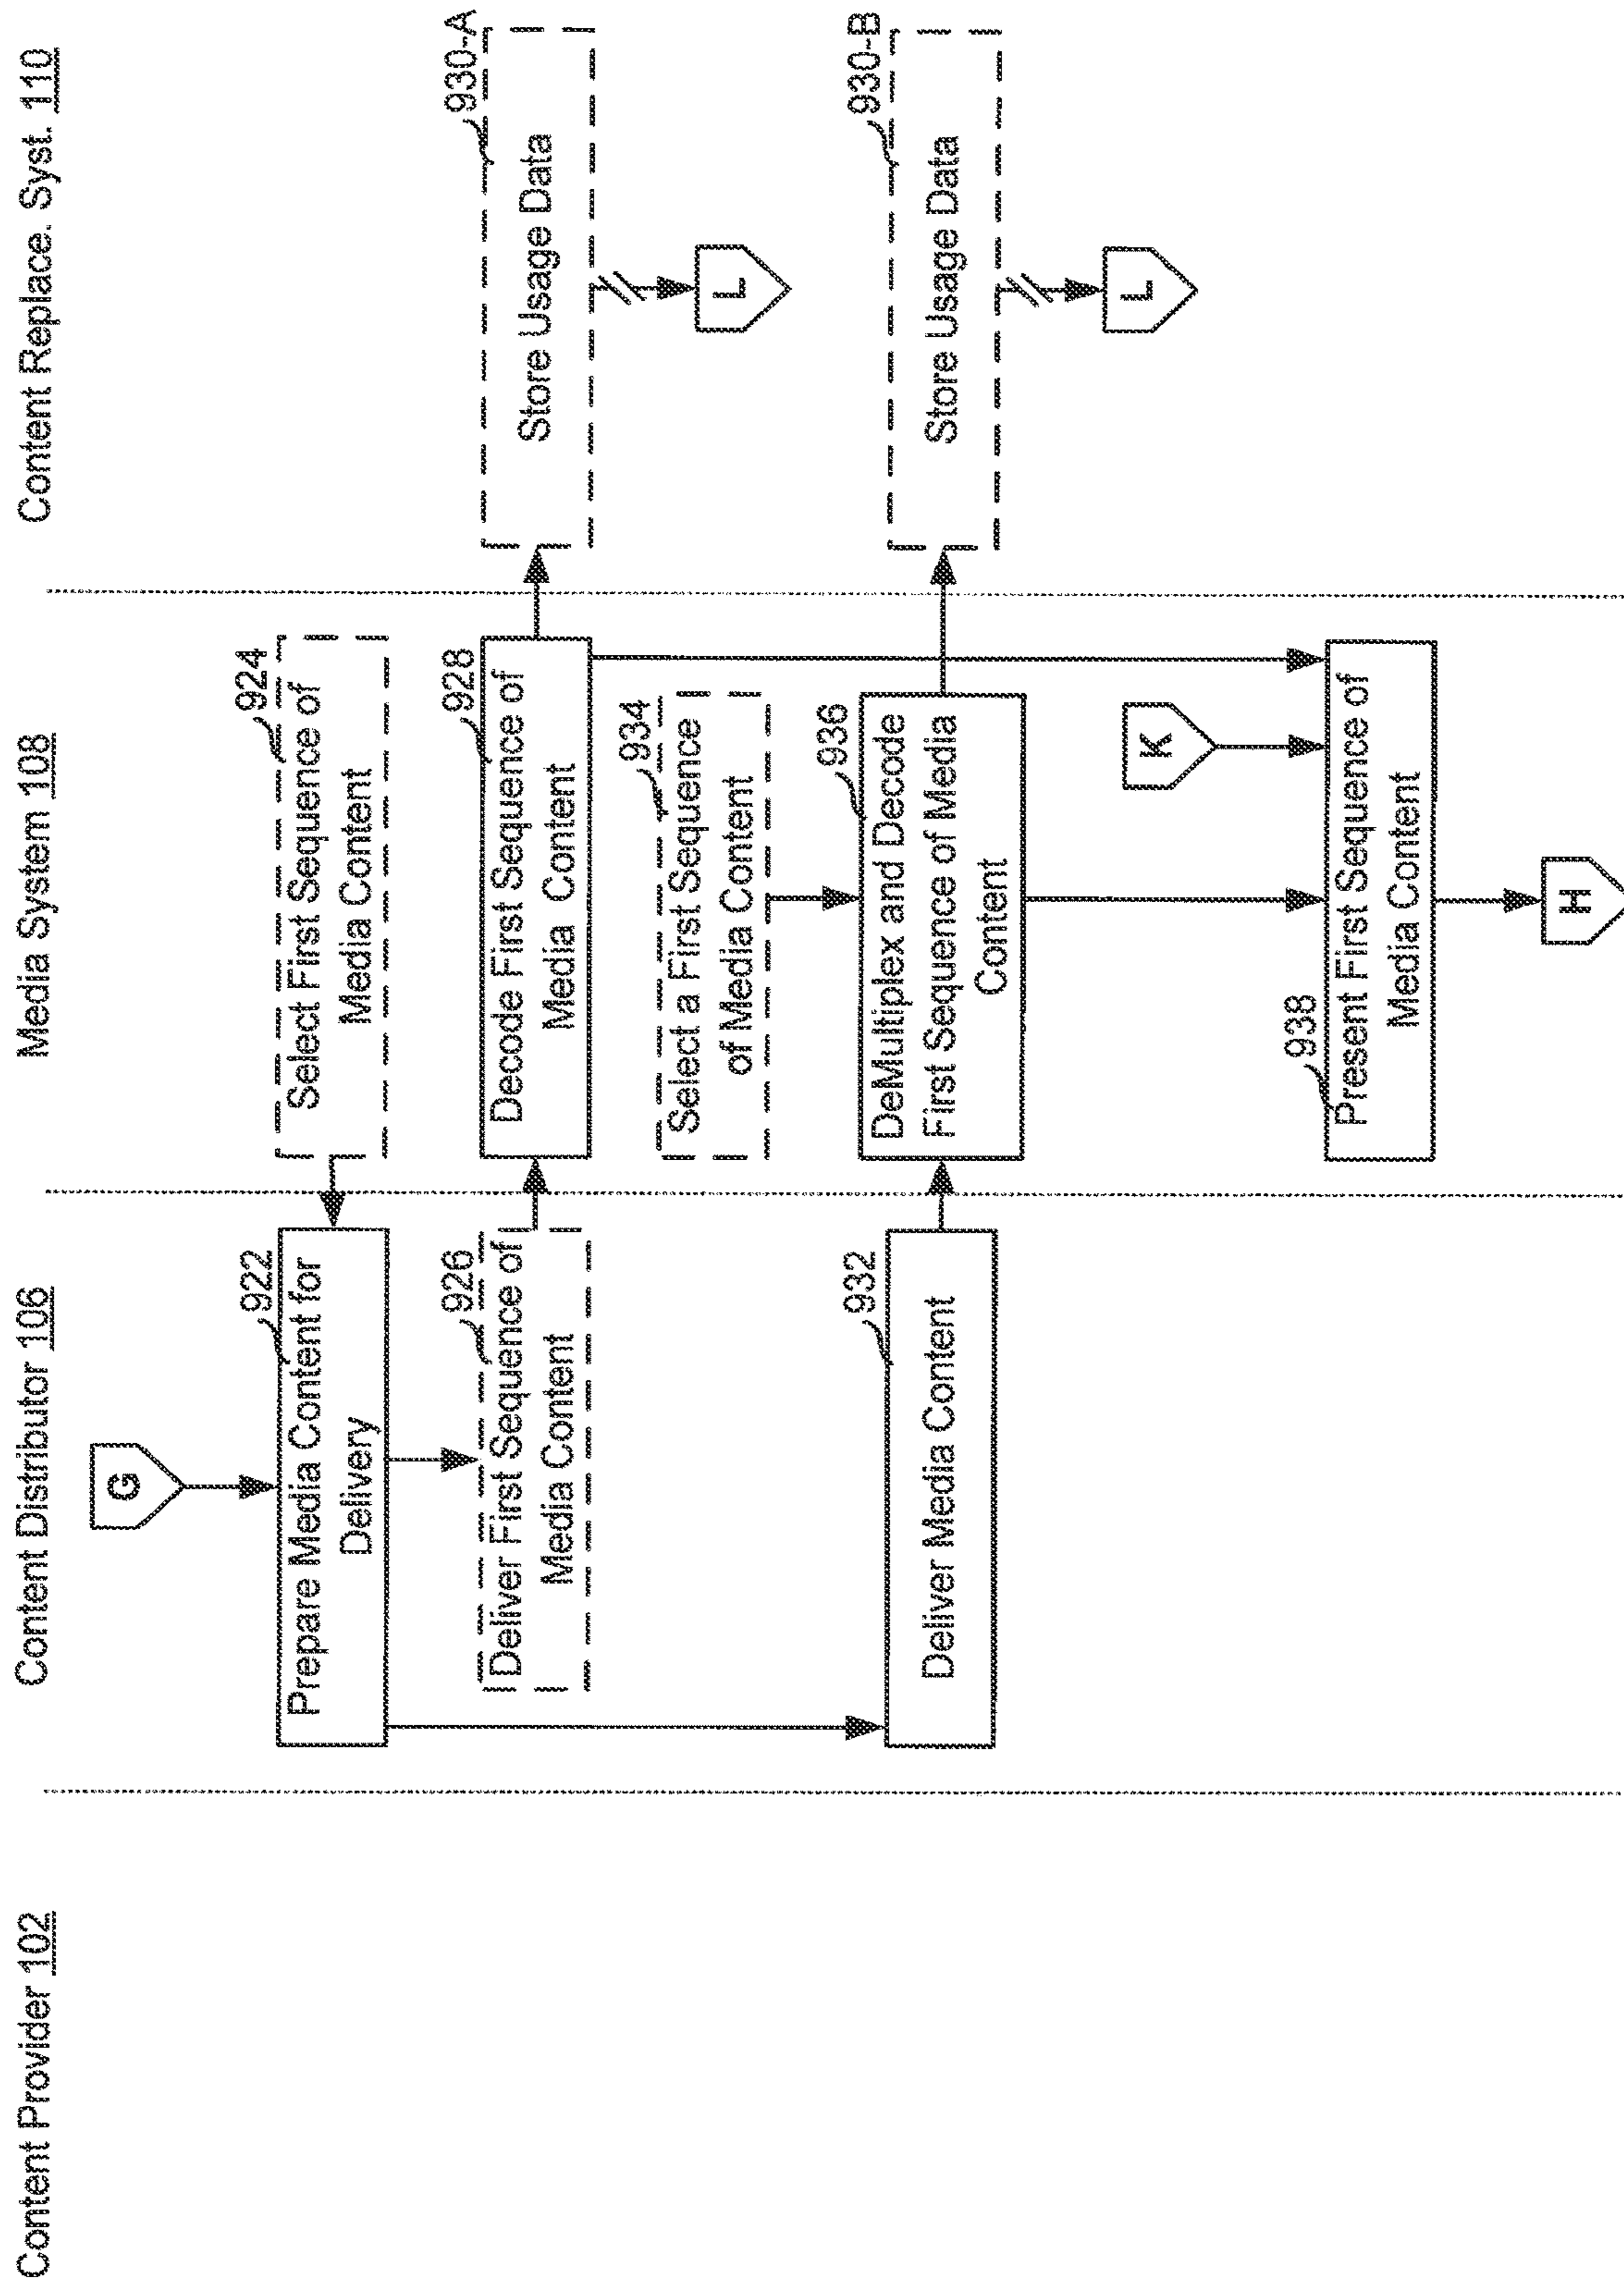 Content Provider 102
Content Distributor 106
Media System 108
Content Replace. Syst. 110
G
922
Prepare Media Content for
Delivery
924
Select First Sequence of
Media Content
926
Deliver First Sequence of
Media Content
928
Decode First Sequence of
Media Content
930-A
Store Usage Data
L
934
Select a First Sequence
of Media Content
932
Deliver Media Content
936
DeMultiplex and Decode
First Sequence of Media
Content
930-B
Store Usage Data
L
K
938
Present First Sequence of
Media Content
H